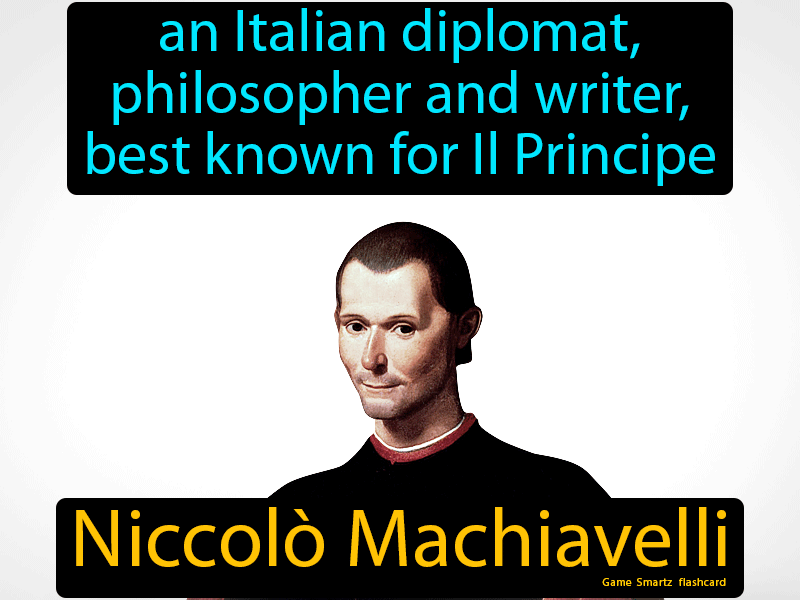 an Italian diplomat,
philosopher and writer,
best known for Il Principe
Niccolò Machiavelli
Game Smartz flashcard